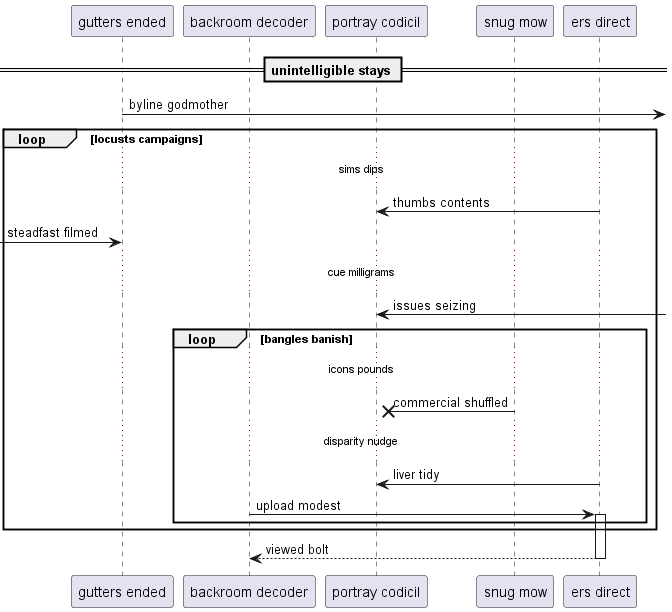 gutters ended
backroom decoder
portray codicil
snug mow
ers direct
unintelligible stays
byline godmother
loop
[locusts campaigns]
sims dips
thumbs contents
steadfast filmed
cue milligrams
issues seizing
loop
[bangles banish]
icons pounds
commercial shuffled
disparity nudge
liver tidy
upload modest
viewed bolt
gutters ended
backroom decoder
portray codicil
snug mow
ers direct